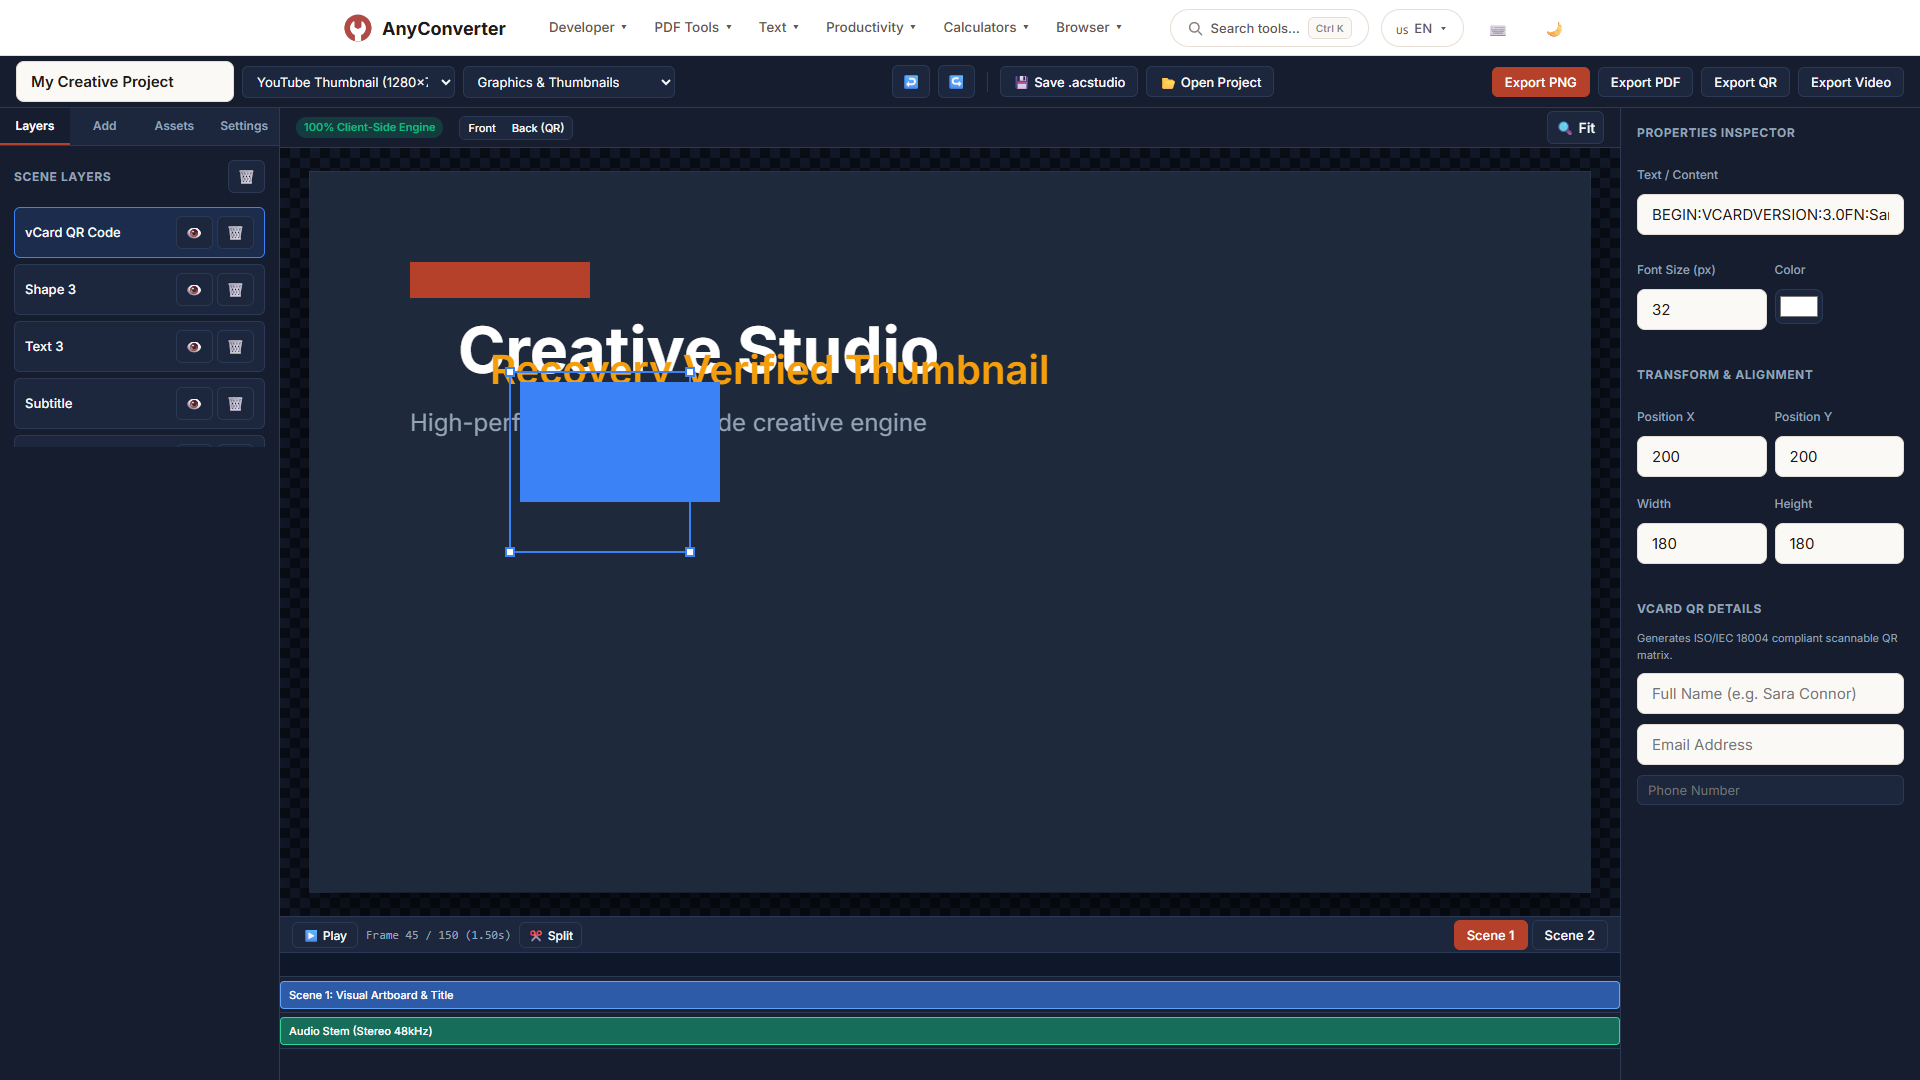 AnyConverter
Developer
PDF Tools
Text
Productivity
Calculators
Browser
Search tools...
Ctrl K
us EN
My Creative Project
YouTube Thumbnail (1280×
Graphics & Thumbnails
Save .acstudio
Open Project
Export PNG
Export PDF
Export QR
Export Video
Layers
Add
Assets
Settings
100% Client-Side Engine
Front
Back (QR)
Fit
SCENE LAYERS
vCard QR Code
Shape 3
Text 3
Subtitle
Creative Studio
Recovery Verified Thumbnail
High-perf
de creative engine
PROPERTIES INSPECTOR
Text / Content
BEGIN:VCARDVERSION:3.0FN:Sar
Font Size (px)
Color
32
TRANSFORM & ALIGNMENT
Position X
Position Y
200
200
Width
Height
180
180
VCARD QR DETAILS
Generates ISO/IEC 18004 compliant scannable QR
matrix.
Full Name (e.g. Sara Connor)
Email Address
Phone Number
Play
Frame 45 / 150 (1.50s)
Split
Scene 1
Scene 2
Scene 1: Visual Artboard & Title
Audio Stem (Stereo 48kHz)